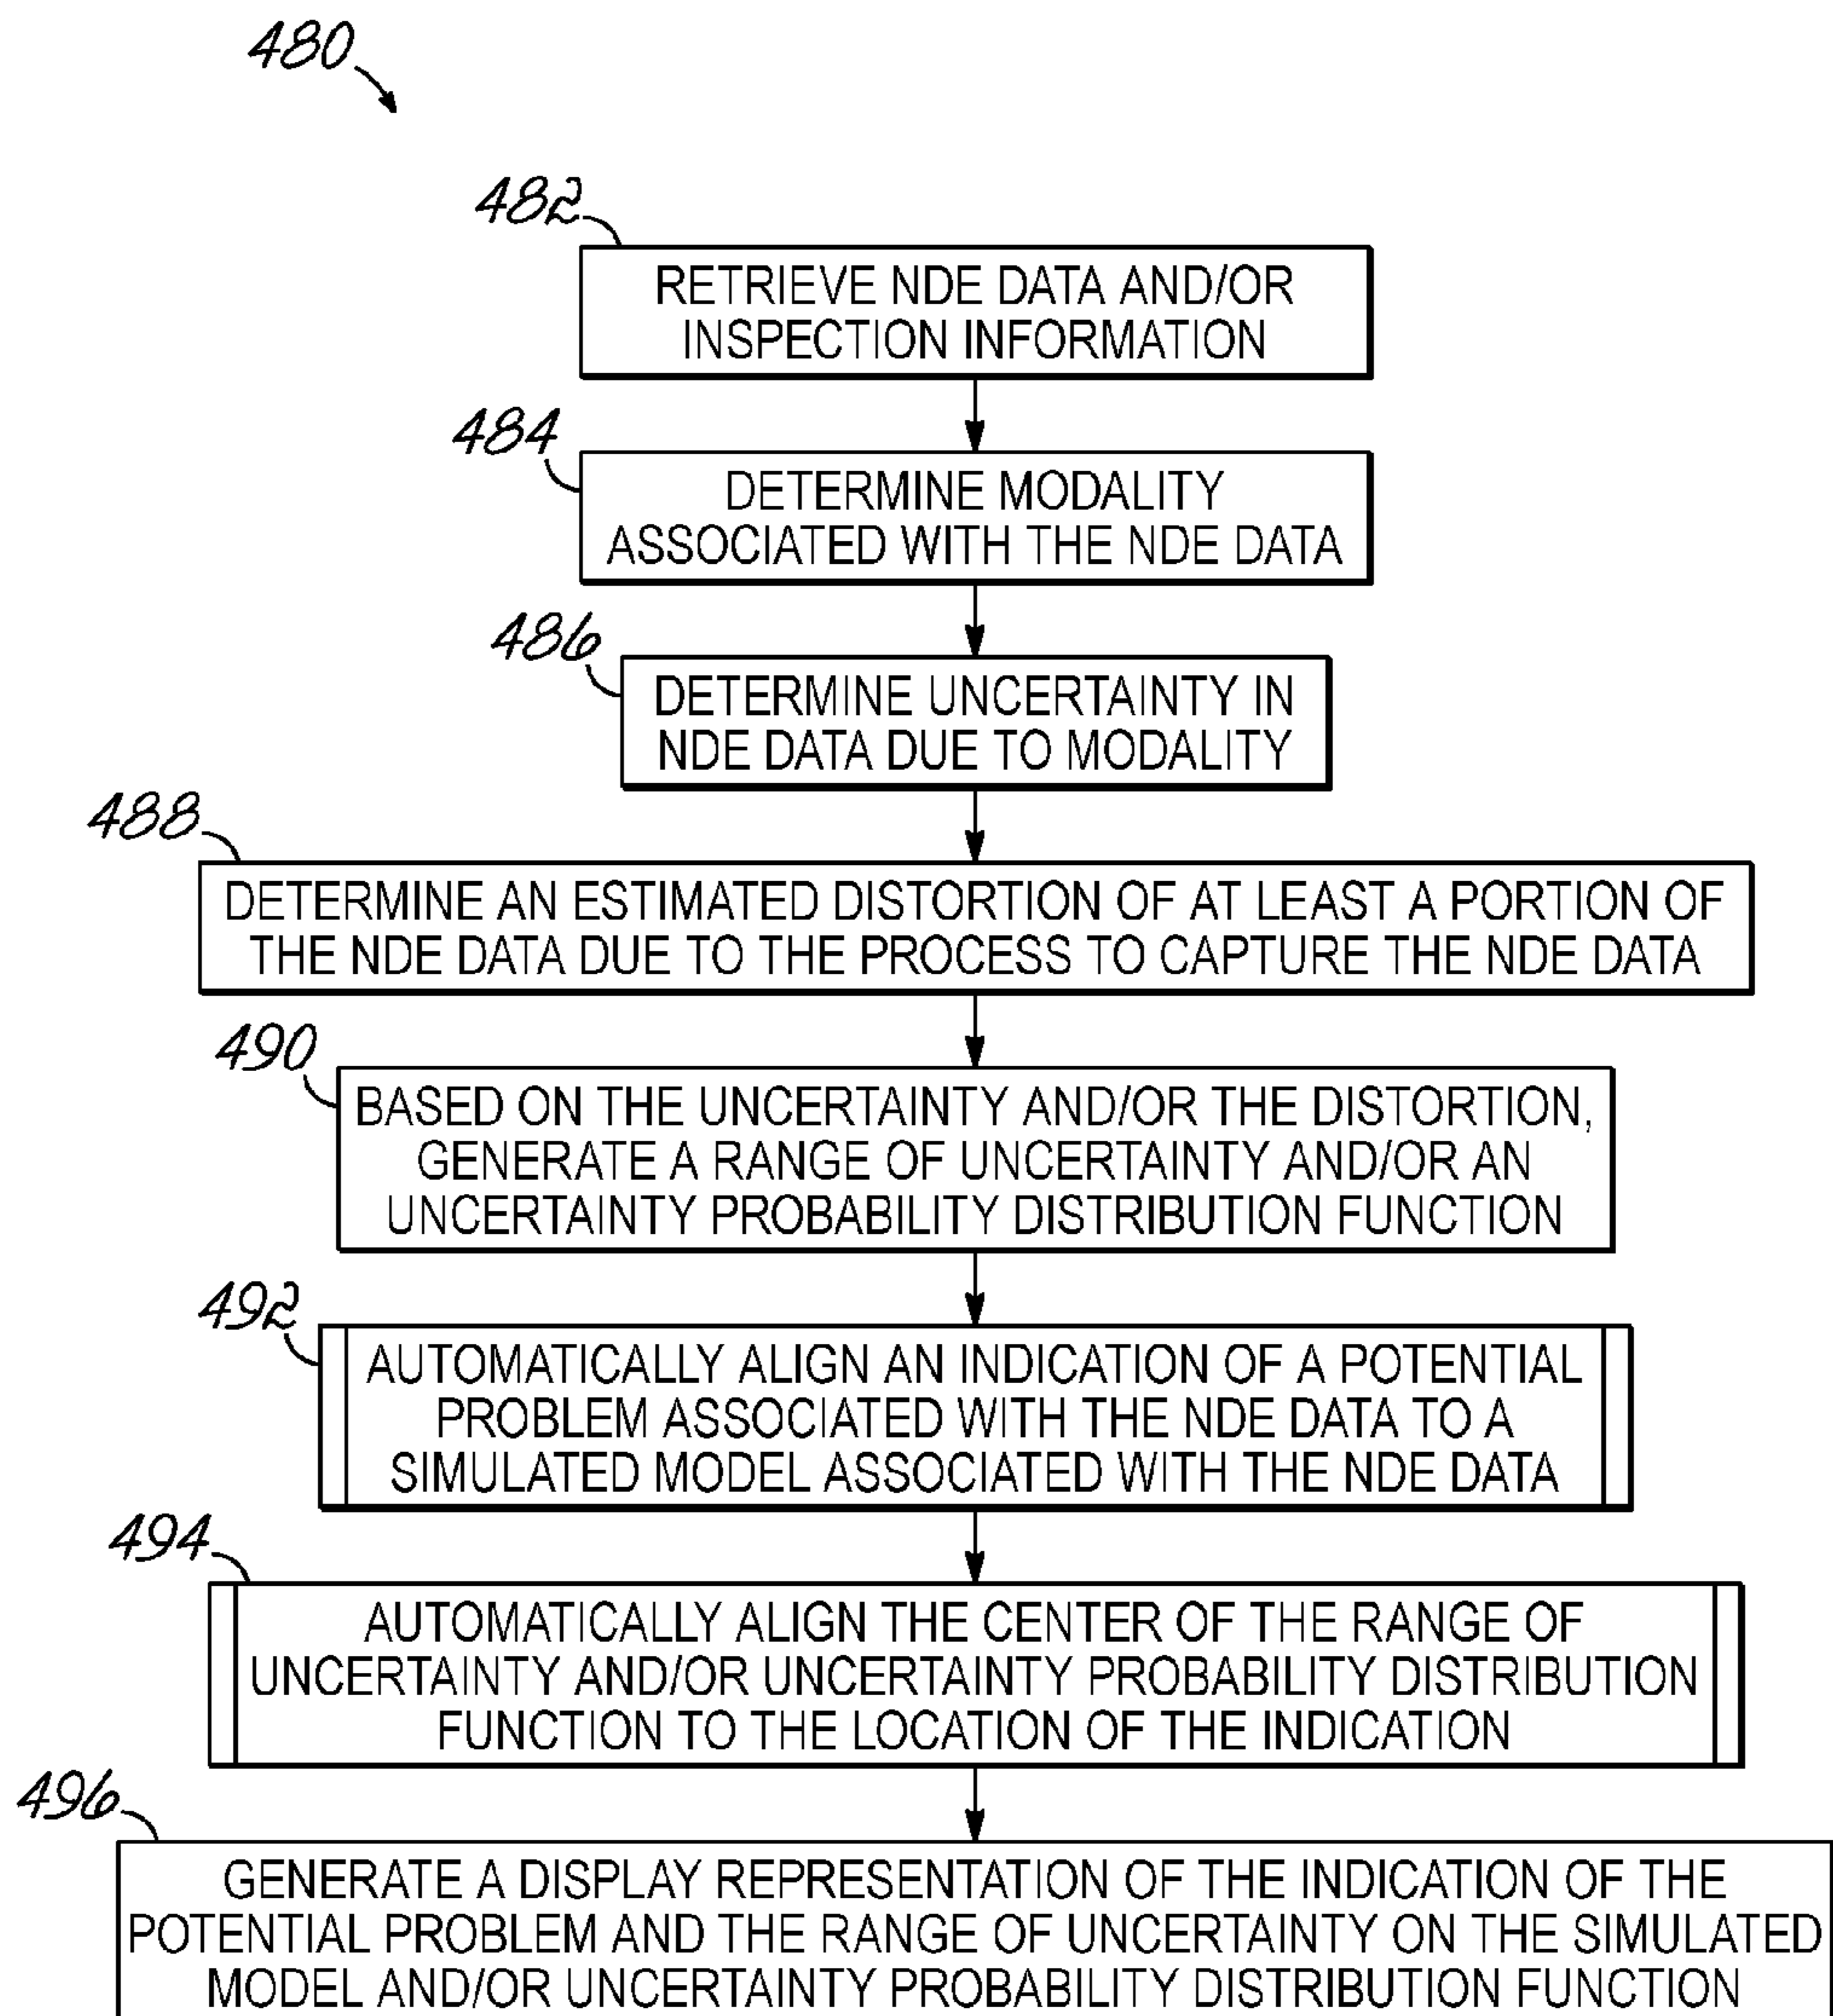 480
482
RETRIEVE NDE DATA AND/OR
INSPECTION INFORMATION
484
DETERMINE MODALITY
ASSOCIATED WITH THE NDE DATA
486
DETERMINE UNCERTAINTY IN
NDE DATA DUE TO MODALITY
488
DETERMINE AN ESTIMATED DISTORTION OF AT LEAST A PORTION OF
THE NDE DATA DUE TO THE PROCESS TO CAPTURE THE NDE DATA
490
BASED ON THE UNCERTAINTY AND/OR THE DISTORTION,
GENERATE A RANGE OF UNCERTAINTY AND/OR AN
UNCERTAINTY PROBABILITY DISTRIBUTION FUNCTION
492
AUTOMATICALLY ALIGN AN INDICATION OF A POTENTIAL
PROBLEM ASSOCIATED WITH THE NDE DATA TO A
SIMULATED MODEL ASSOCIATED WITH THE NDE DATA
494
AUTOMATICALLY ALIGN THE CENTER OF THE RANGE OF
UNCERTAINTY AND/OR UNCERTAINTY PROBABILITY DISTRIBUTION
FUNCTION TO THE LOCATION OF THE INDICATION
496
GENERATE A DISPLAY REPRESENTATION OF THE INDICATION OF THE
POTENTIAL PROBLEM AND THE RANGE OF UNCERTAINTY ON THE SIMULATED
MODEL AND/OR UNCERTAINTY PROBABILITY DISTRIBUTION FUNCTION